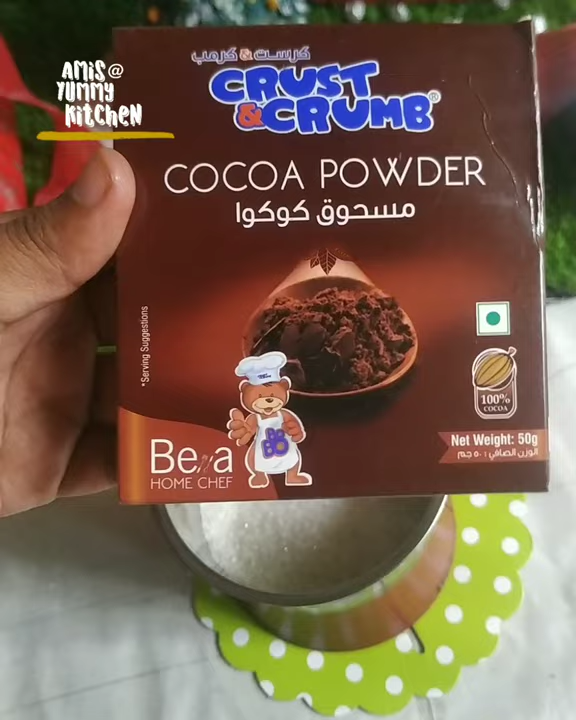 AMiS@
YUMMY
KITCHEN
كرست & كرمب
CRUST
&CRUMB®
COCOA POWDER
مسحوق كوكوا
*Serving Suggestions
100%
COCOA
Net Weight: 50g
الوزن الصافي: ٥٠ جم
Be a
HOME CHEF